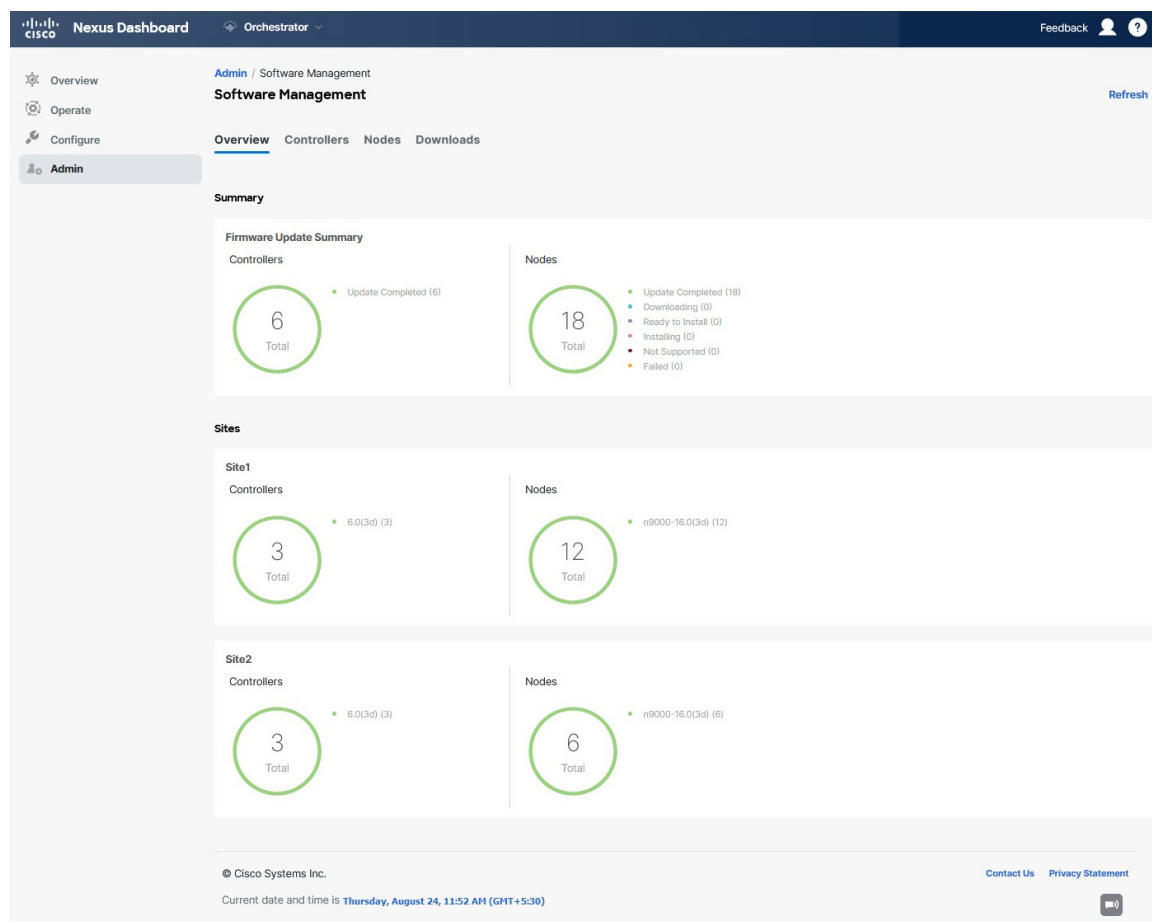 CISCO Nexus Dashboard Orchestrator Feedback ?
Overview
Operate
Configure
Admin
Admin / Software Management
Software Management
Refresh
Overview Controllers Nodes Downloads
Summary
Firmware Update Summary
Controllers
6
Total
Update Completed (6)
Nodes
18
Total
Update Completed (18)
Downloading (0)
Ready to Install (0)
Installing (0)
Not Supported (0)
Failed (0)
Sites
Site1
Controllers
3
Total
6.0(3d) (3)
Nodes
12
Total
n9000-16.0(3d) (12)
Site2
Controllers
3
Total
6.0(3d) (3)
Nodes
6
Total
n9000-16.0(3d) (6)
© Cisco Systems Inc.
Contact Us Privacy Statement
Current date and time is Thursday, August 24, 11:52 AM (GMT+5:30)